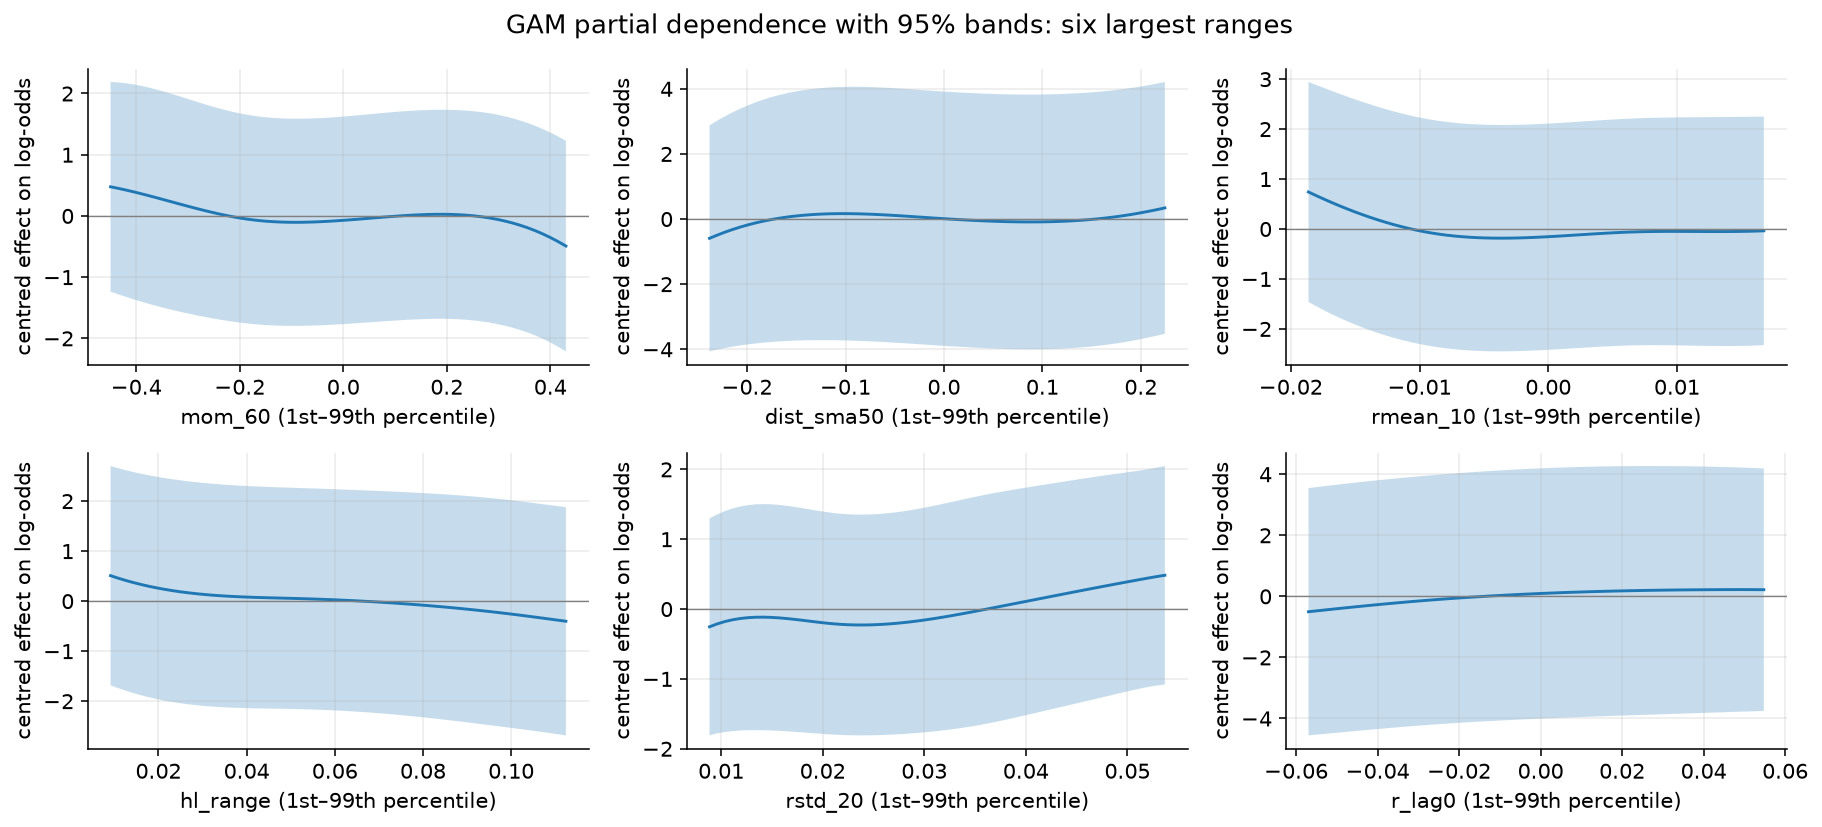 GAM partial dependence with 95% bands: six largest ranges
centred effect on log-odds
2
1
0
−1
−2
−0.4 −0.2 0.0 0.2 0.4
mom_60 (1st–99th percentile)
centred effect on log-odds
4
2
0
−2
−4
−0.2 −0.1 0.0 0.1 0.2
dist_sma50 (1st–99th percentile)
centred effect on log-odds
3
2
1
0
−1
−2
−0.02 −0.01 0.00 0.01
rmean_10 (1st–99th percentile)
centred effect on log-odds
2
1
0
−1
−2
0.02 0.04 0.06 0.08 0.10
hl_range (1st–99th percentile)
centred effect on log-odds
2
1
0
−1
−2
0.01 0.02 0.03 0.04 0.05
rstd_20 (1st–99th percentile)
centred effect on log-odds
4
2
0
−2
−4
−0.06 −0.04 −0.02 0.00 0.02 0.04 0.06
r_lag0 (1st–99th percentile)